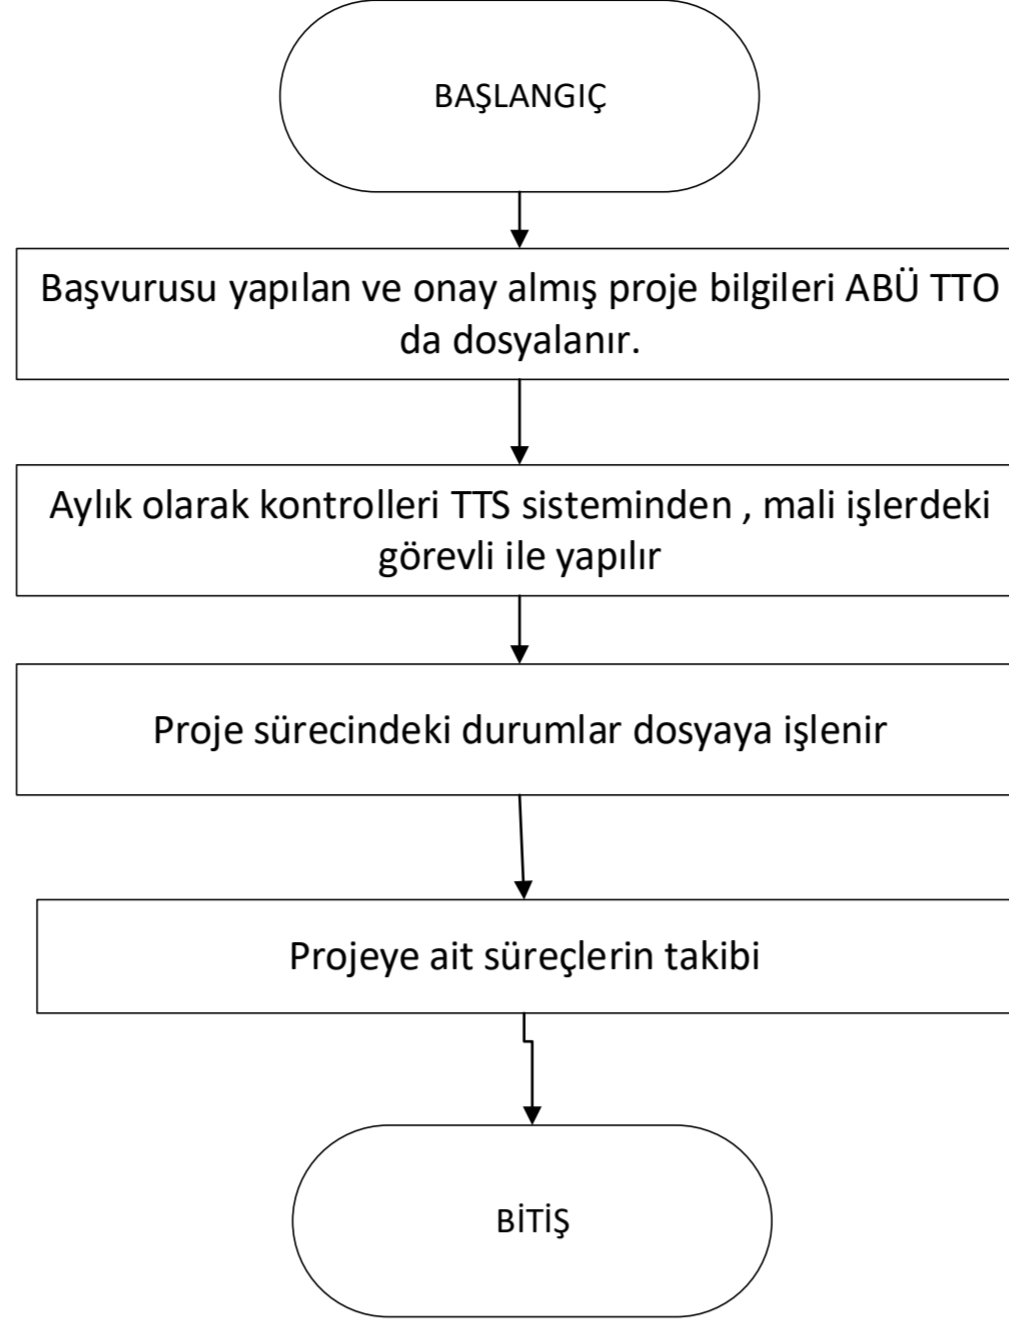 BAŞLANGIÇ
Başvurusu yapılan ve onay almış proje bilgileri ABÜ TTO
da dosyalanır.
Aylık olarak kontrolleri TTS sisteminden , mali işlerdeki
görevli ile yapılır
Proje sürecindeki durumlar dosyaya işlenir
Projeye ait süreçlerin takibi
BİTİŞ